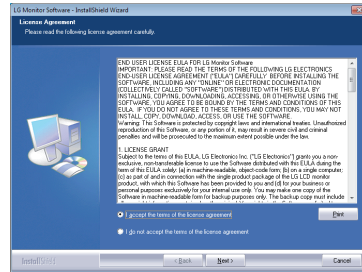 LG Monitor Software - InstallShield Wizard
License Agreement
Please read the following license agreement carefully.
END USER LICENSE EULA FOR LG Monitor Software
IMPORTANT: PLEASE READ THE TERMS OF THE FOLLOWING LG ELECTRONICS
END-USER LICENSE AGREEMENT ("EULA") CAREFULLY BEFORE INSTALLING THE
SOFTWARE, INCLUDING ANY "ONLINE" OR ELECTRONIC DOCUMENTATION
(COLLECTIVELY CALLED "SOFTWARE") DISTRIBUTED WITH THIS EULA. BY
INSTALLING, COPYING, DOWNLOADING, ACCESSING, OR OTHERWISE USING THE
SOFTWARE, YOU AGREE TO BE BOUND BY THE TERMS AND CONDITIONS OF THIS
EULA. IF YOU DO NOT AGREE TO THESE TERMS AND CONDITIONS, YOU MAY NOT
INSTALL, COPY, DOWNLOAD, ACCESS, OR USE THE SOFTWARE.
Warning: This Software is protected by copyright laws and international treaties. Unauthorized
reproduction of this Software, or any portion of it, may result in severe civil and criminal
penalties and will be prosecuted to the maximum extent possible under the law.
1. LICENSE GRANT
Subject to the terms of this EULA, LG Electronics Inc. ("LG Electronics") grants you a non-
exclusive, non-transferable license to use the Software distributed with this EULA during the
term of this EULA solely: (a) in machine-readable, object-code form; (b) on a single computer;
(c) as part of and in connection with the single product package of the LG LCD monitor
product, with which this Software has been provided to you and (d) for your business or
personal purposes exclusively for your internal use only. You may make one copy of the
Software in machine-readable form for backup purposes only. The backup copy must include
I accept the terms of the license agreement
Print
I do not accept the terms of the license agreement
InstallShield
< Back
Next >
Cancel